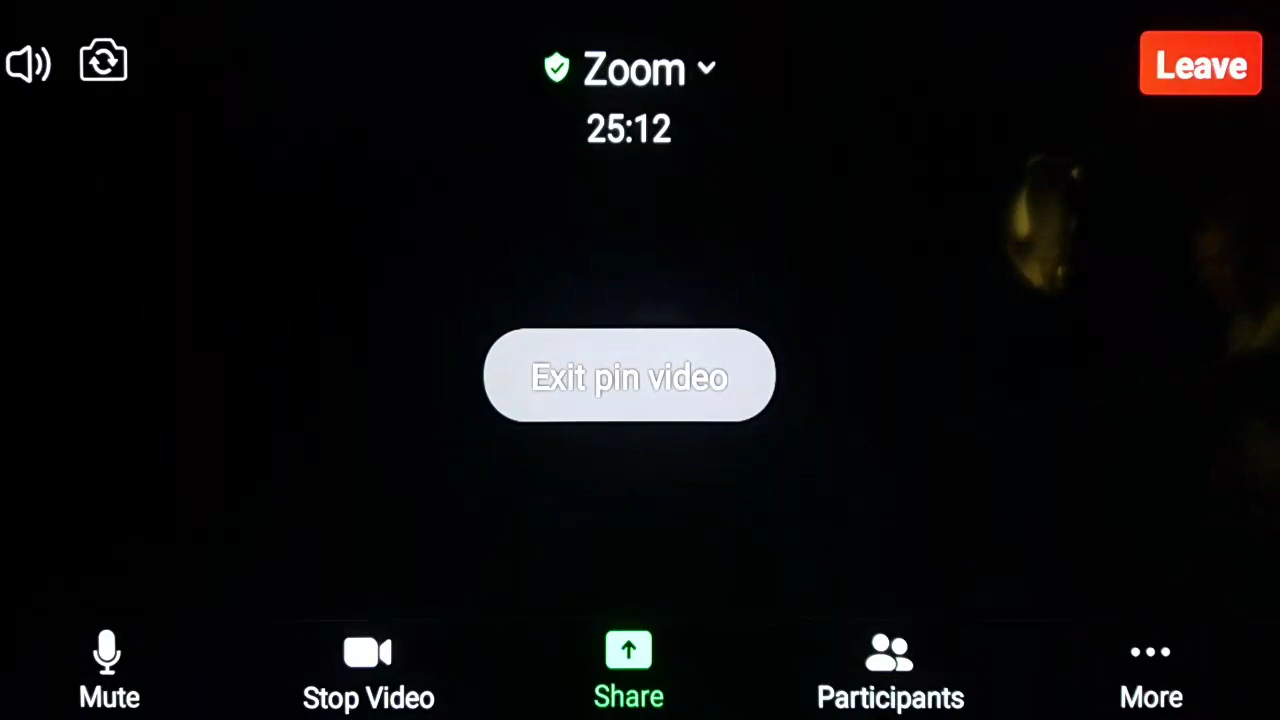 Zoom
Leave
25:12
Exit pin video
Mute
Stop Video
Share
Participants
More